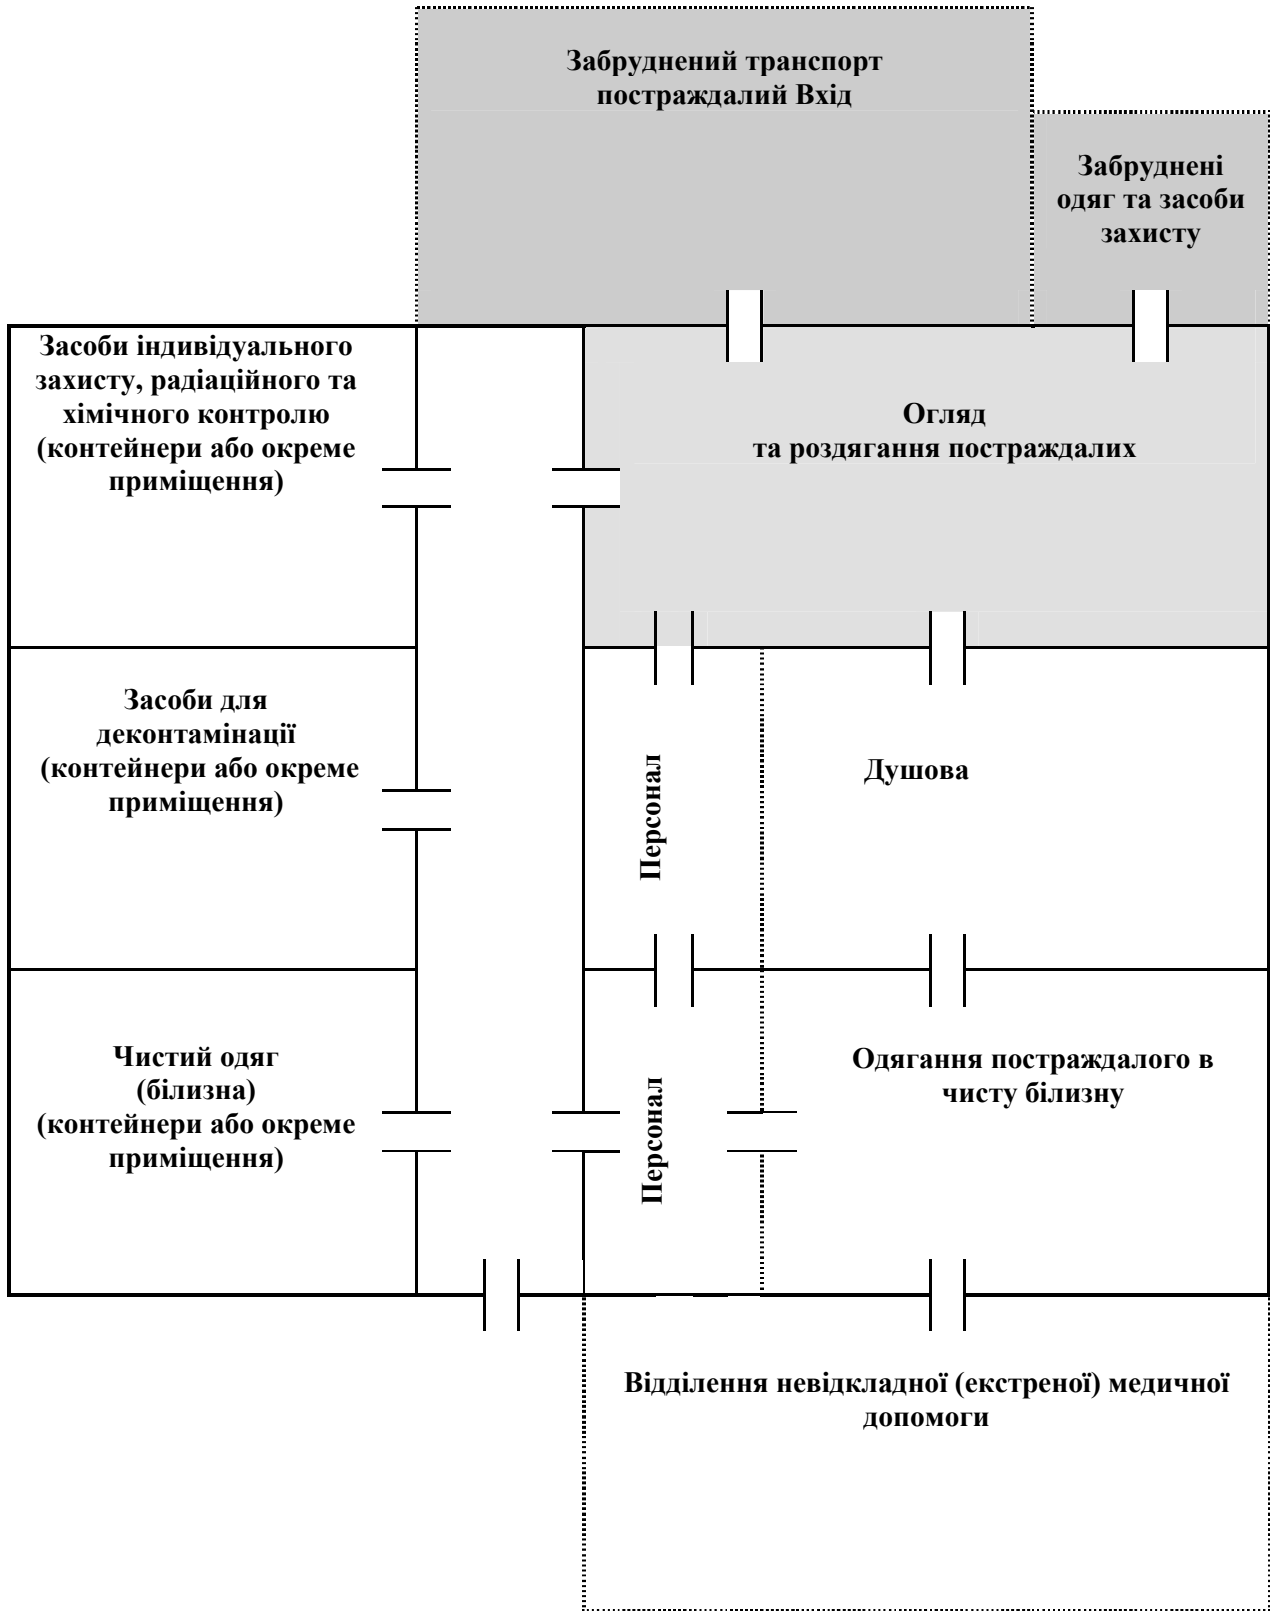 Забруднений транспорт
постраждалий Вхід
Забруднені
одяг та засоби
захисту
Засоби індивідуального
захисту, радіаційного та
хімічного контролю
(контейнери або окреме
приміщення)
Огляд
та роздягання постраждалих
Засоби для
деконтамінації
(контейнери або окреме
приміщення)
Персонал
Душова
Чистий одяг
(білизна)
(контейнери або окреме
приміщення)
Персонал
Одягання постраждалого в
чисту білизну
Відділення невідкладної (екстреної) медичної
допомоги